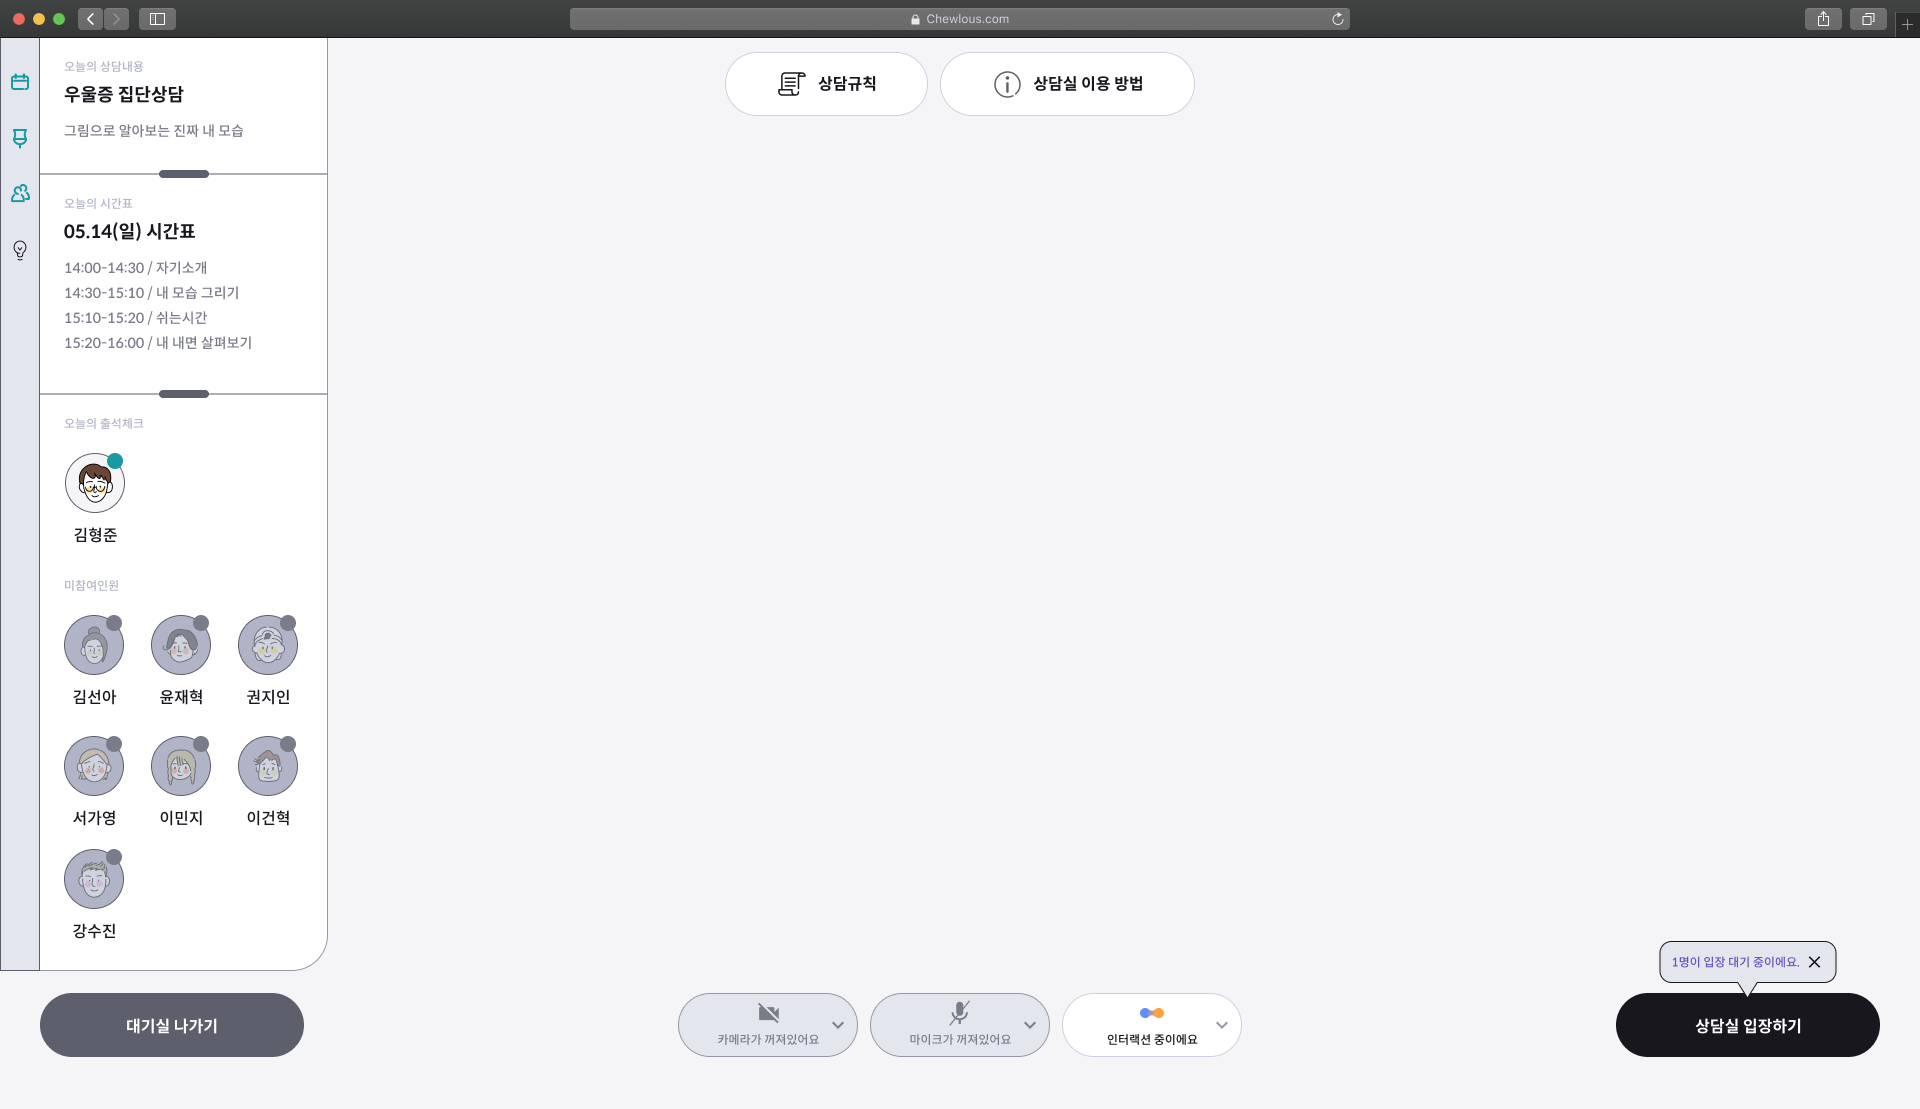 Chewlous.com
오늘의 상담내용
우울증 집단상담
그림으로 알아보는 진짜 내 모습
오늘의 시간표
05.14(일) 시간표
14:00-14:30 / 자기소개
14:30-15:10 / 내 모습 그리기
15:10-15:20 / 쉬는시간
15:20-16:00 / 내 내면 살펴보기
오늘의 출석체크
김형준
미참여인원
김선아 윤재혁 권지인
서가영 이민지 이건혁
강수진
대기실 나가기
상담규칙
상담실 이용 방법
카메라가 꺼져있어요
마이크가 꺼져있어요
인터랙션 중이에요
1명이 입장 대기 중이에요.
상담실 입장하기